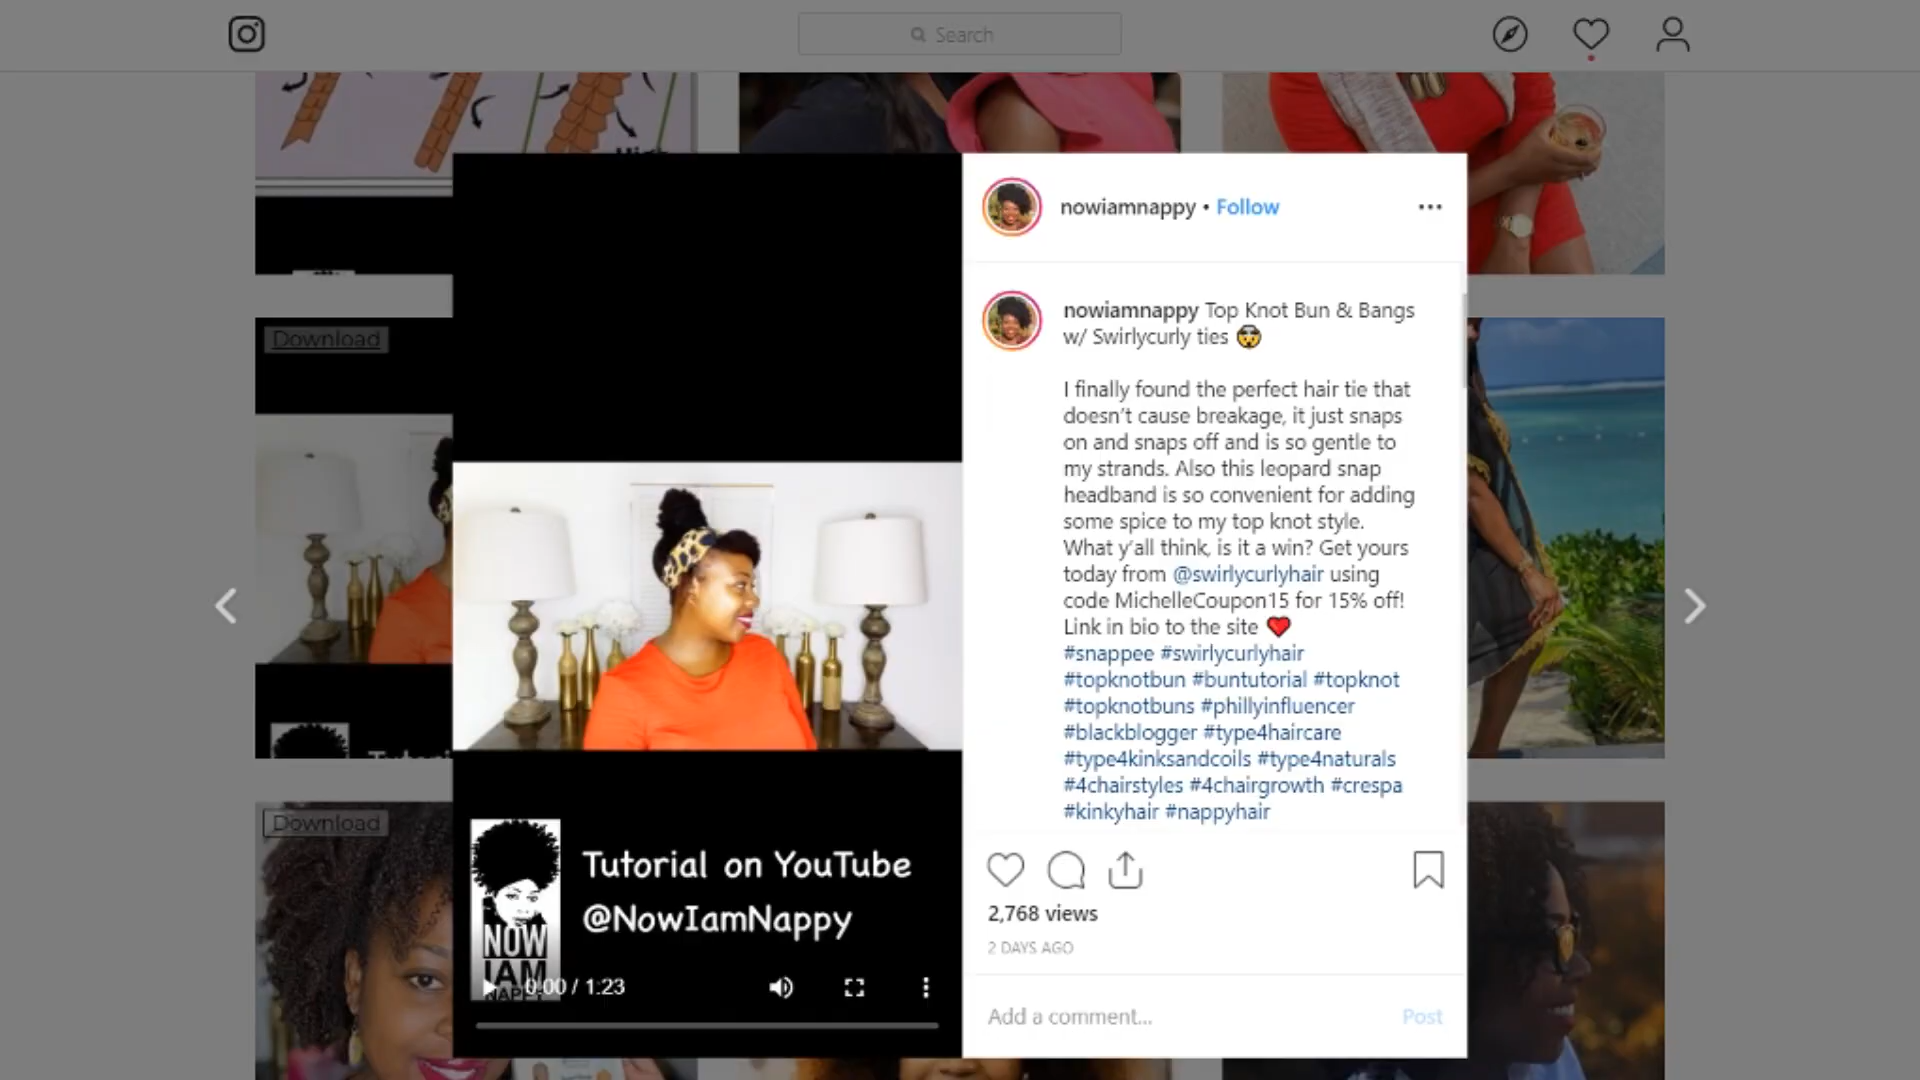 Search
Download
Download
nowiamnappy • Follow
nowiamnappy Top Knot Bun & Bangs
w/ Swirlycurly ties 🤯
I finally found the perfect hair tie that
doesn't cause breakage, it just snaps
on and snaps off and is so gentle to
my strands. Also this leopard snap
headband is so convenient for adding
some spice to my top knot style.
What y'all think, is it a win? Get yours
today from @swirlycurlyhair using
code MichelleCoupon15 for 15% off!
Link in bio to the site ❤️
#snappee #swirlycurlyhair
#topknotbun #buntutorial #topknot
#topknotbuns #phillyinfluencer
#blackblogger #type4haircare
#type4kinksandcoils #type4naturals
#4chairstyles #4chairgrowth #crespa
#kinkyhair #nappyhair
2,768 views
2 DAYS AGO
Add a comment...
Post
Tutorial on YouTube
@NowIamNappy
NOW
IAM
NAPPY
0:00 / 1:23